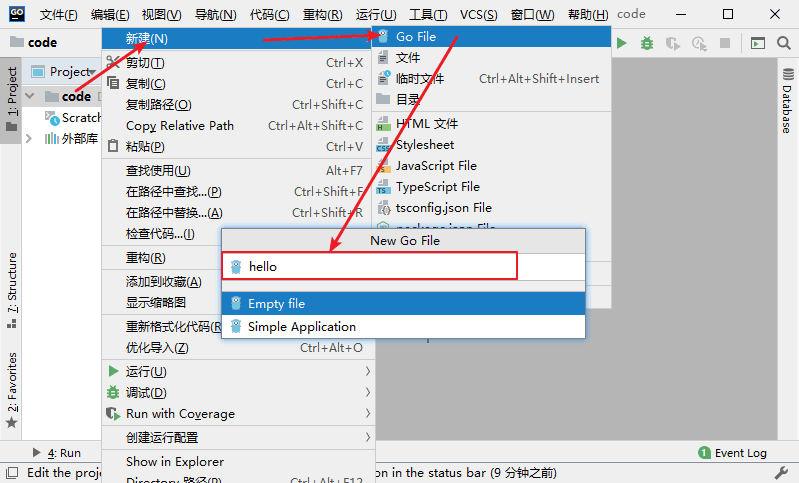 GO
文件(F) 编辑(E) 视图(V) 导航(N) 代码(C) 重构(R) 运行(U) 工具(T) VCS(S) 窗口(W) 帮助(H) code
code
1: Project
Project
code
Scratch
外部库
7: Structure
2: Favorites
新建(N)
剪切(T) Ctrl+X
复制(C) Ctrl+C
复制路径(O) Ctrl+Shift+C
Copy Relative Path Ctrl+Alt+Shift+C
粘贴(P) Ctrl+V
查找使用(U) Alt+F7
在路径中查找...(P) Ctrl+Shift+F
在路径中替换...(A) Ctrl+Shift+R
检查代码...(I)
重构(R)
添加到收藏(A)
显示缩略图
重新格式化代码(R
优化导入(Z) Ctrl+Alt+O
运行(U)
调试(D)
Run with Coverage
创建运行配置
Show in Explorer
Directory 路径(P) Ctrl+Alt+F12
Go File
文件
临时文件 Ctrl+Alt+Shift+Insert
目录
HTML 文件
Stylesheet
JavaScript File
TypeScript File
tsconfig.json File
package.json File
New Go File
hello
Empty file
Simple Application
Database
4: Run
1 Event Log
Edit the proje
on in the status bar (9 分钟之前)